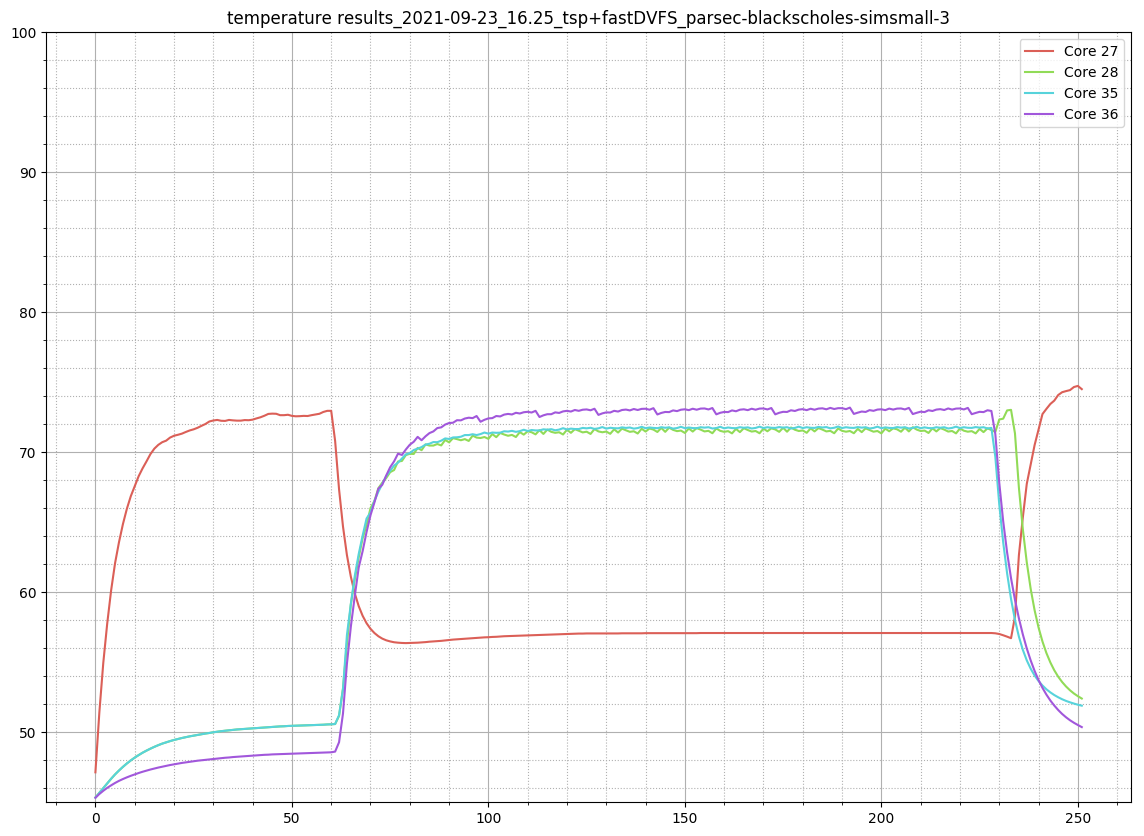 temperature results_2021-09-23_16.25_tsp+fastDVFS_parsec-blackscholes-simsmall-3
100
90
80
70
60
50
0
50
100
150
200
250
Core 27
Core 28
Core 35
Core 36